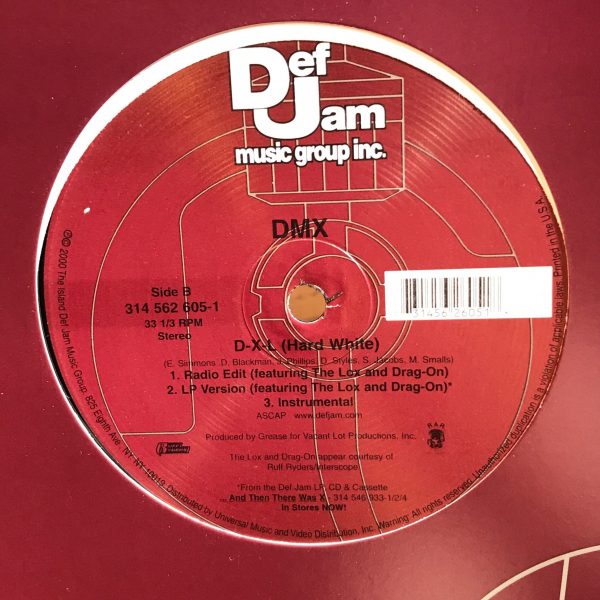 Def
Jam
music group inc.
DMX
Side B
314 562 605-1
33 1/3 RPM
Stereo
D-X-L (Hard White)
(E. Simmons D. Blackman, J. Phillips, D. Styles, S. Jacobs, M. Smalls)
1. Radio Edit (featuring The Lox and Drag-On)
2. LP Version (featuring The Lox and Drag-On)*
3. Instrumental
ASCAP www.defjam.com
Produced by Grease for Vacant Lot Productions, Inc.
The Lox and Drag-On appear courtesy of
Ruff Ryders/Interscope
*From the Def Jam LP, CD & Cassette
... And Then There Was X - 314 546 933-1/2/4
In Stores NOW!
℗© 2000 The Island Def Jam Music Group, 825 Eighth Ave., NY, NY 10019. Distributed by Universal Music and Video Distribution, Inc. Warning: All rights reserved. Unauthorized duplication is a violation of applicable laws. Printed in the U.S.A.